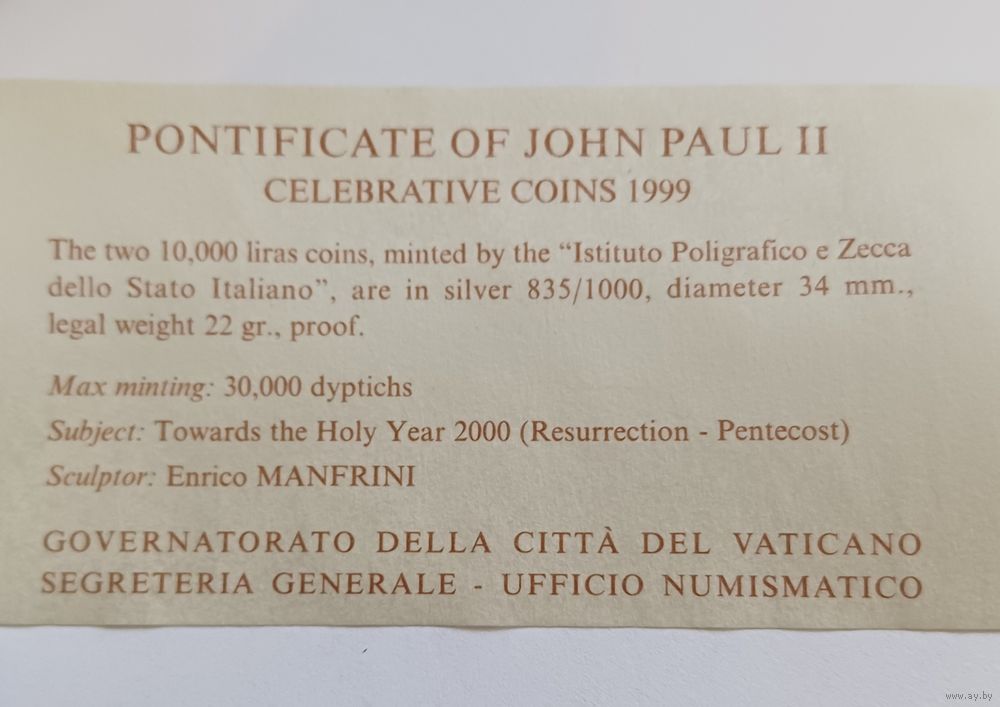 PONTIFICATE OF JOHN PAUL II
CELEBRATIVE COINS 1999
The two 10,000 liras coins, minted by the “Istituto Poligrafico e Zecca
dello Stato Italiano”, are in silver 835/1000, diameter 34 mm.,
legal weight 22 gr., proof.
Max minting: 30,000 dyptichs
Subject: Towards the Holy Year 2000 (Resurrection - Pentecost)
Sculptor: Enrico MANFRINI
GOVERNATORATO DELLA CITTÀ DEL VATICANO
SEGRETERIA GENERALE - UFFICIO NUMISMATICO
www.ay.by